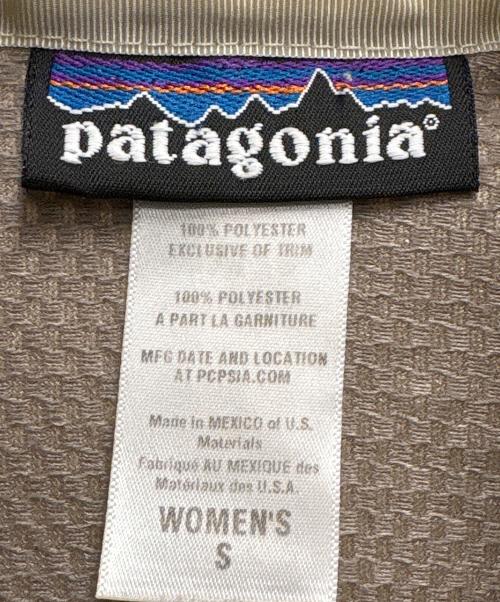 patagonia®
100% POLYESTER
EXCLUSIVE OF TRIM
100% POLYESTER
A PART LA GARNITURE
MFG DATE AND LOCATION
AT PCPSIA.COM
Made in MEXICO of U.S.
Materials
Fabriqué AU MEXIQUE des
Matériaux des U.S.A.
WOMEN'S
S